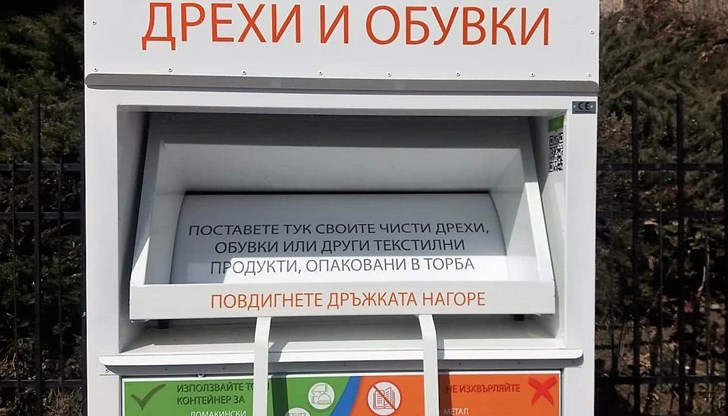 ДРЕХИ И ОБУВКИ
CE
ПОСТАВЕТЕ ТУК СВОИТЕ ЧИСТИ ДРЕХИ,
ОБУВКИ ИЛИ ДРУГИ ТЕКСТИЛНИ
ПРОДУКТИ, ОПАКОВАНИ В ТОРБА
ПОВДИГНЕТЕ ДРЪЖКАТА НАГОРЕ
ИЗПОЛЗВАЙТЕ
КОНТЕЙНЕР ЗА
ДОМАКИНСКИ
НЕ ИЗХВЪРЛЯЙТЕ
МЕТАЛ